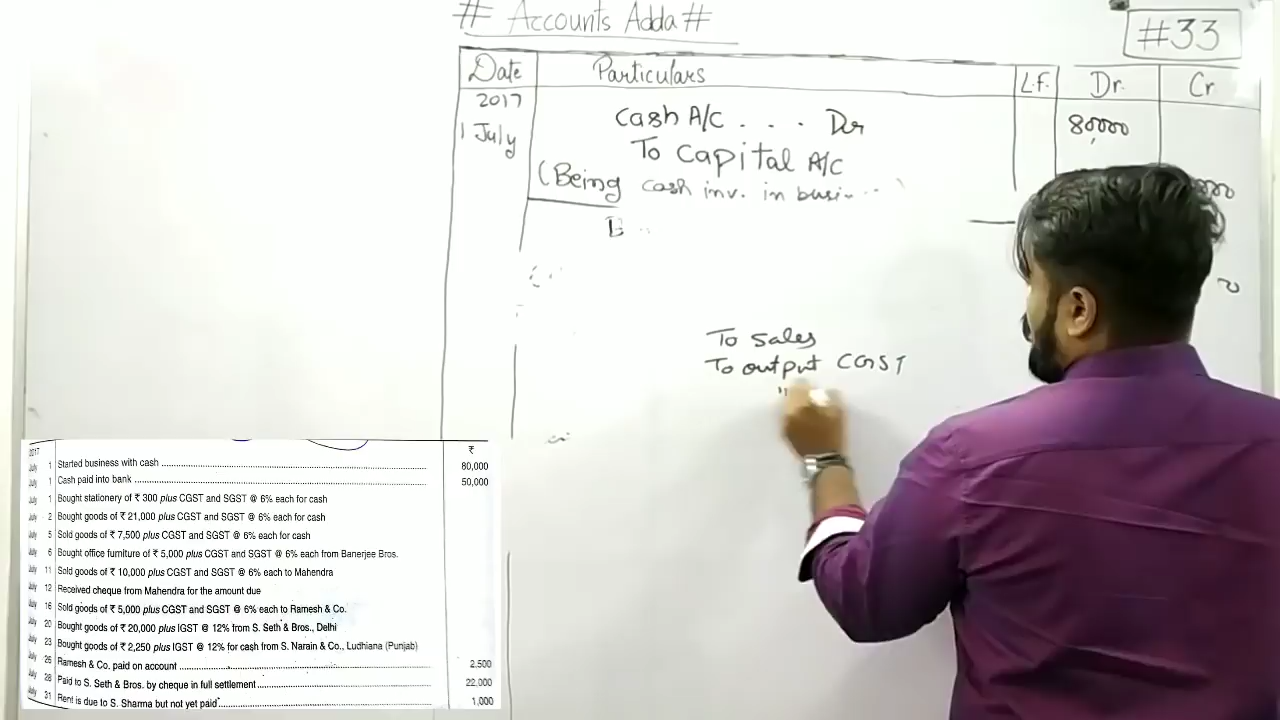 # Accounts Adda #
#33
Date Particulars L.f. Dr. Cr
2017
1 July Cash A/C . . . Dr 80,000
To Capital A/C
(Being cash inv. in busi....)
To Sales
To output CGST
"
2017 ₹
July 1 Started business with cash 80,000
July 1 Cash paid into bank 50,000
July 1 Bought stationery of ₹ 300 plus CGST and SGST @ 6% each for cash
July 2 Bought goods of ₹ 21,000 plus CGST and SGST @ 6% each for cash
July 5 Sold goods of ₹ 7,500 plus CGST and SGST @ 6% each for cash
July 6 Bought office furniture of ₹ 5,000 plus CGST and SGST @ 6% each from Banerjee Bros.
July 11 Sold goods of ₹ 10,000 plus CGST and SGST @ 6% each to Mahendra
July 12 Received cheque from Mahendra for the amount due
July 16 Sold goods of ₹ 5,000 plus CGST and SGST @ 6% each to Ramesh & Co.
July 20 Bought goods of ₹ 20,000 plus IGST @ 12% from S. Seth & Bros., Delhi
July 23 Bought goods of ₹ 2,250 plus IGST @ 12% for cash from S. Narain & Co., Ludhiana (Punjab)
July 26 Ramesh & Co. paid on account 2,500
July 28 Paid to S. Seth & Bros. by cheque in full settlement 22,000
July 31 Rent is due to S. Sharma but not yet paid 1,000